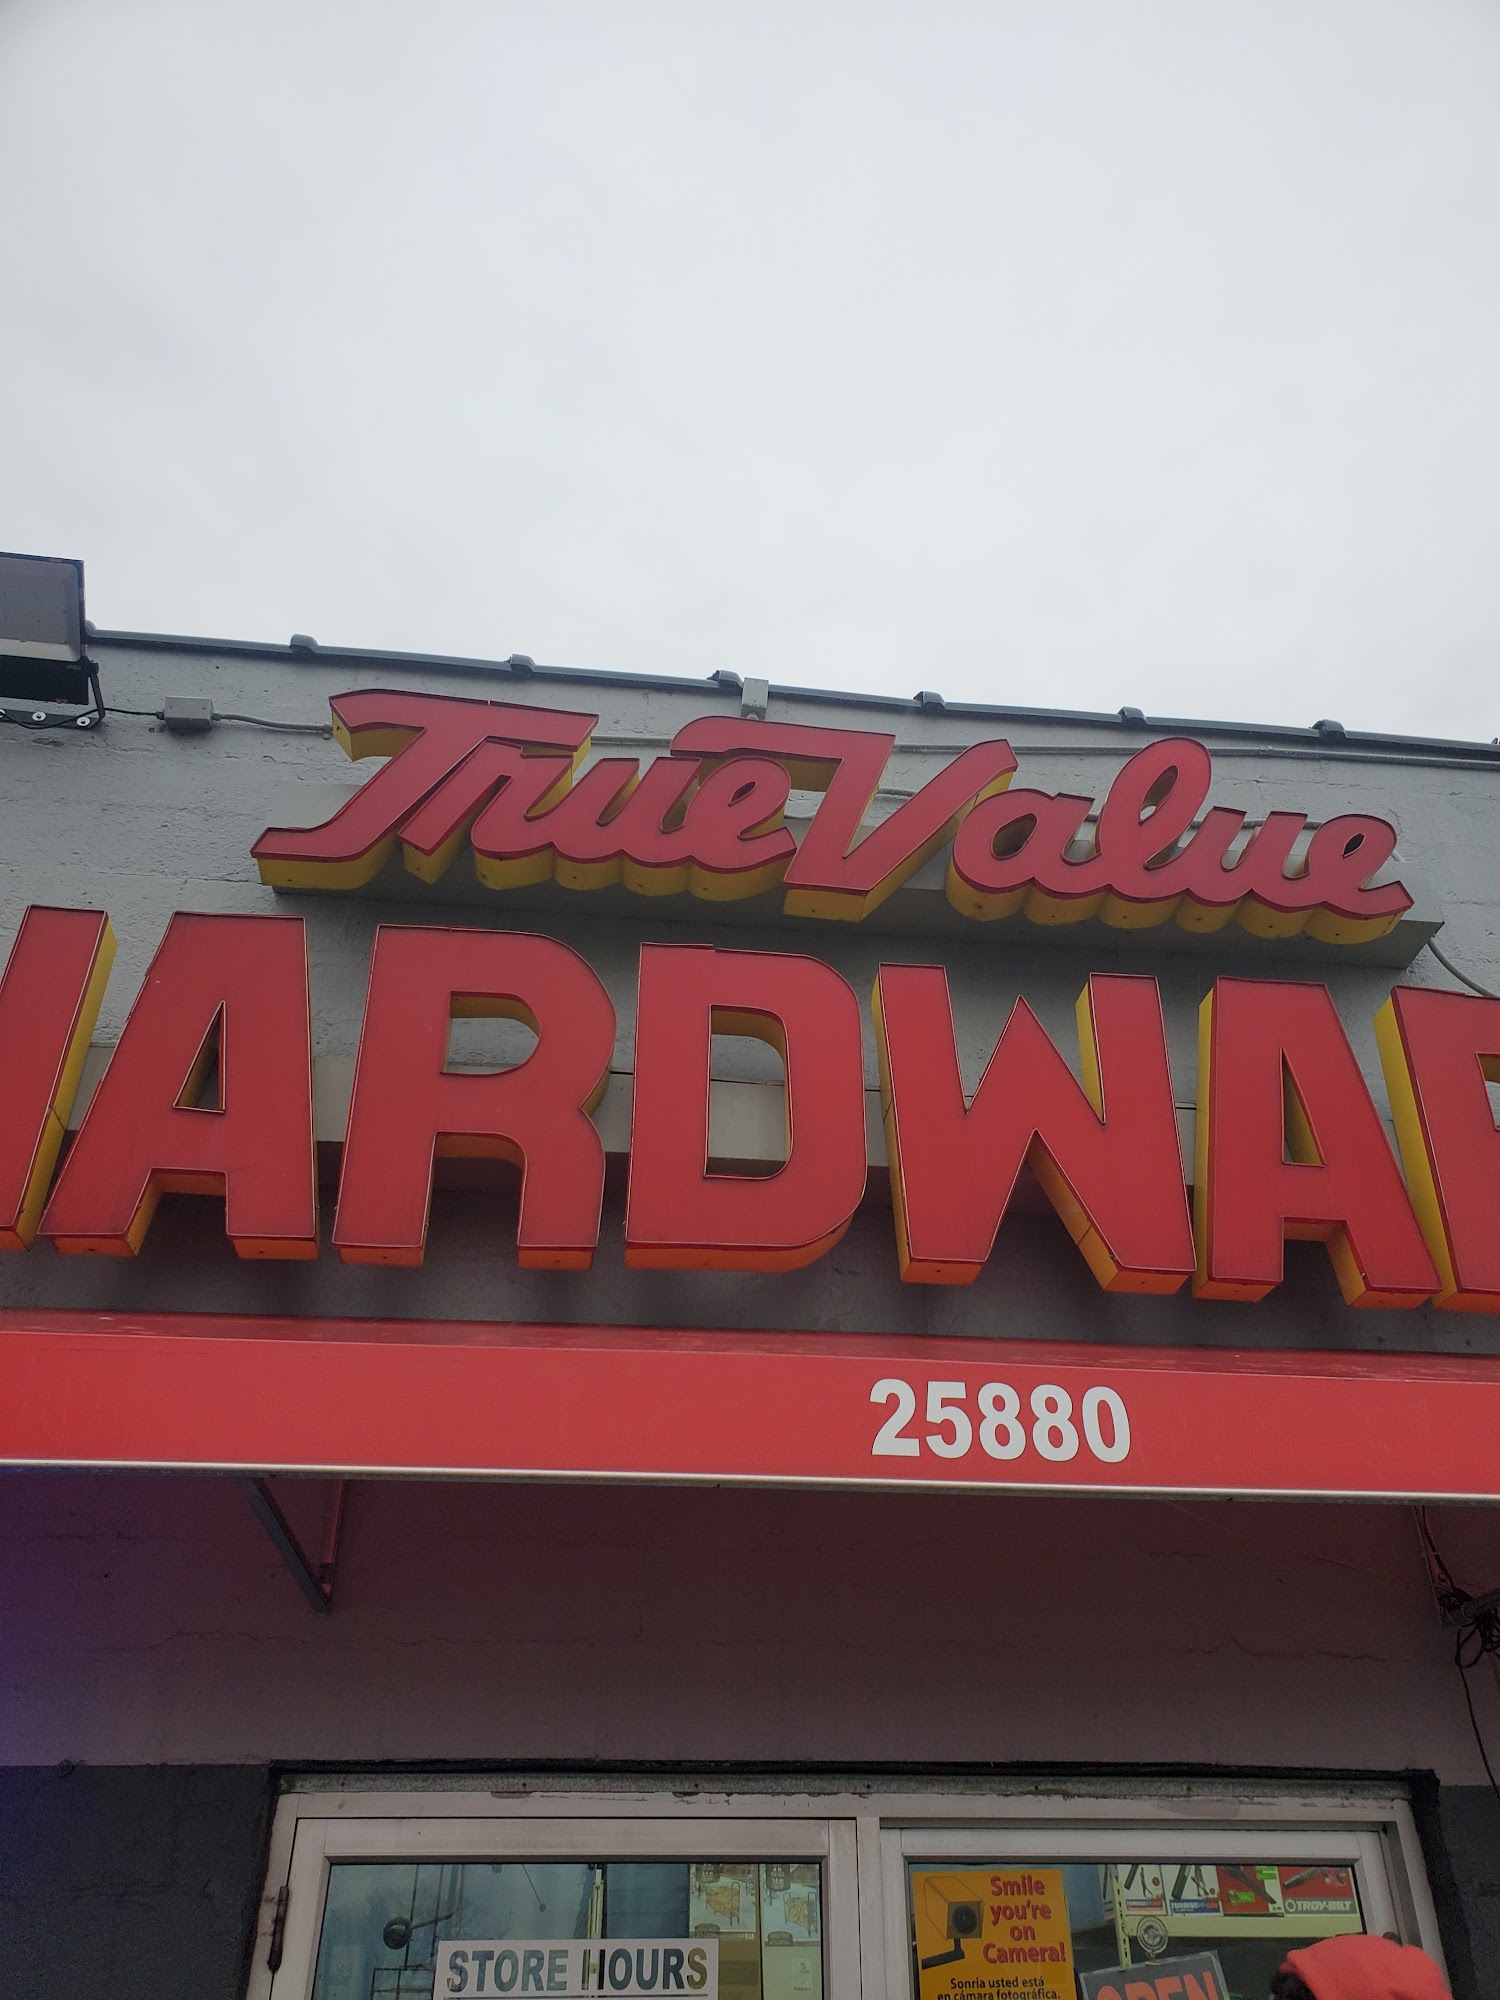 True Value
HARDWAR
25880
STORE HOURS
Smile
you're
on
Camera!
Sonria usted está
en cámara fotográfica.
OPEN
TROY-BILT